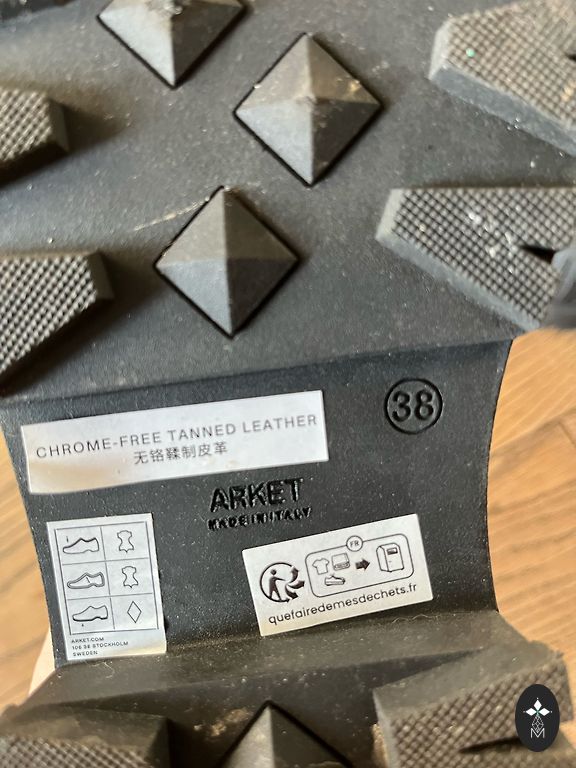 38
CHROME-FREE TANNED LEATHER
无铬鞣制皮革
ARKET
MADE IN ITALY
FR
quefairedemesdechets.fr
ARKET.COM
106 38 STOCKHOLM
SWEDEN
M